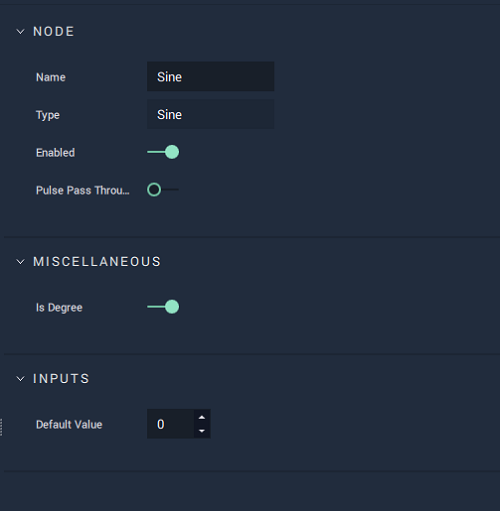 NODE
Name Sine
Type Sine
Enabled
Pulse Pass Throu...
MISCELLANEOUS
Is Degree
INPUTS
Default Value 0